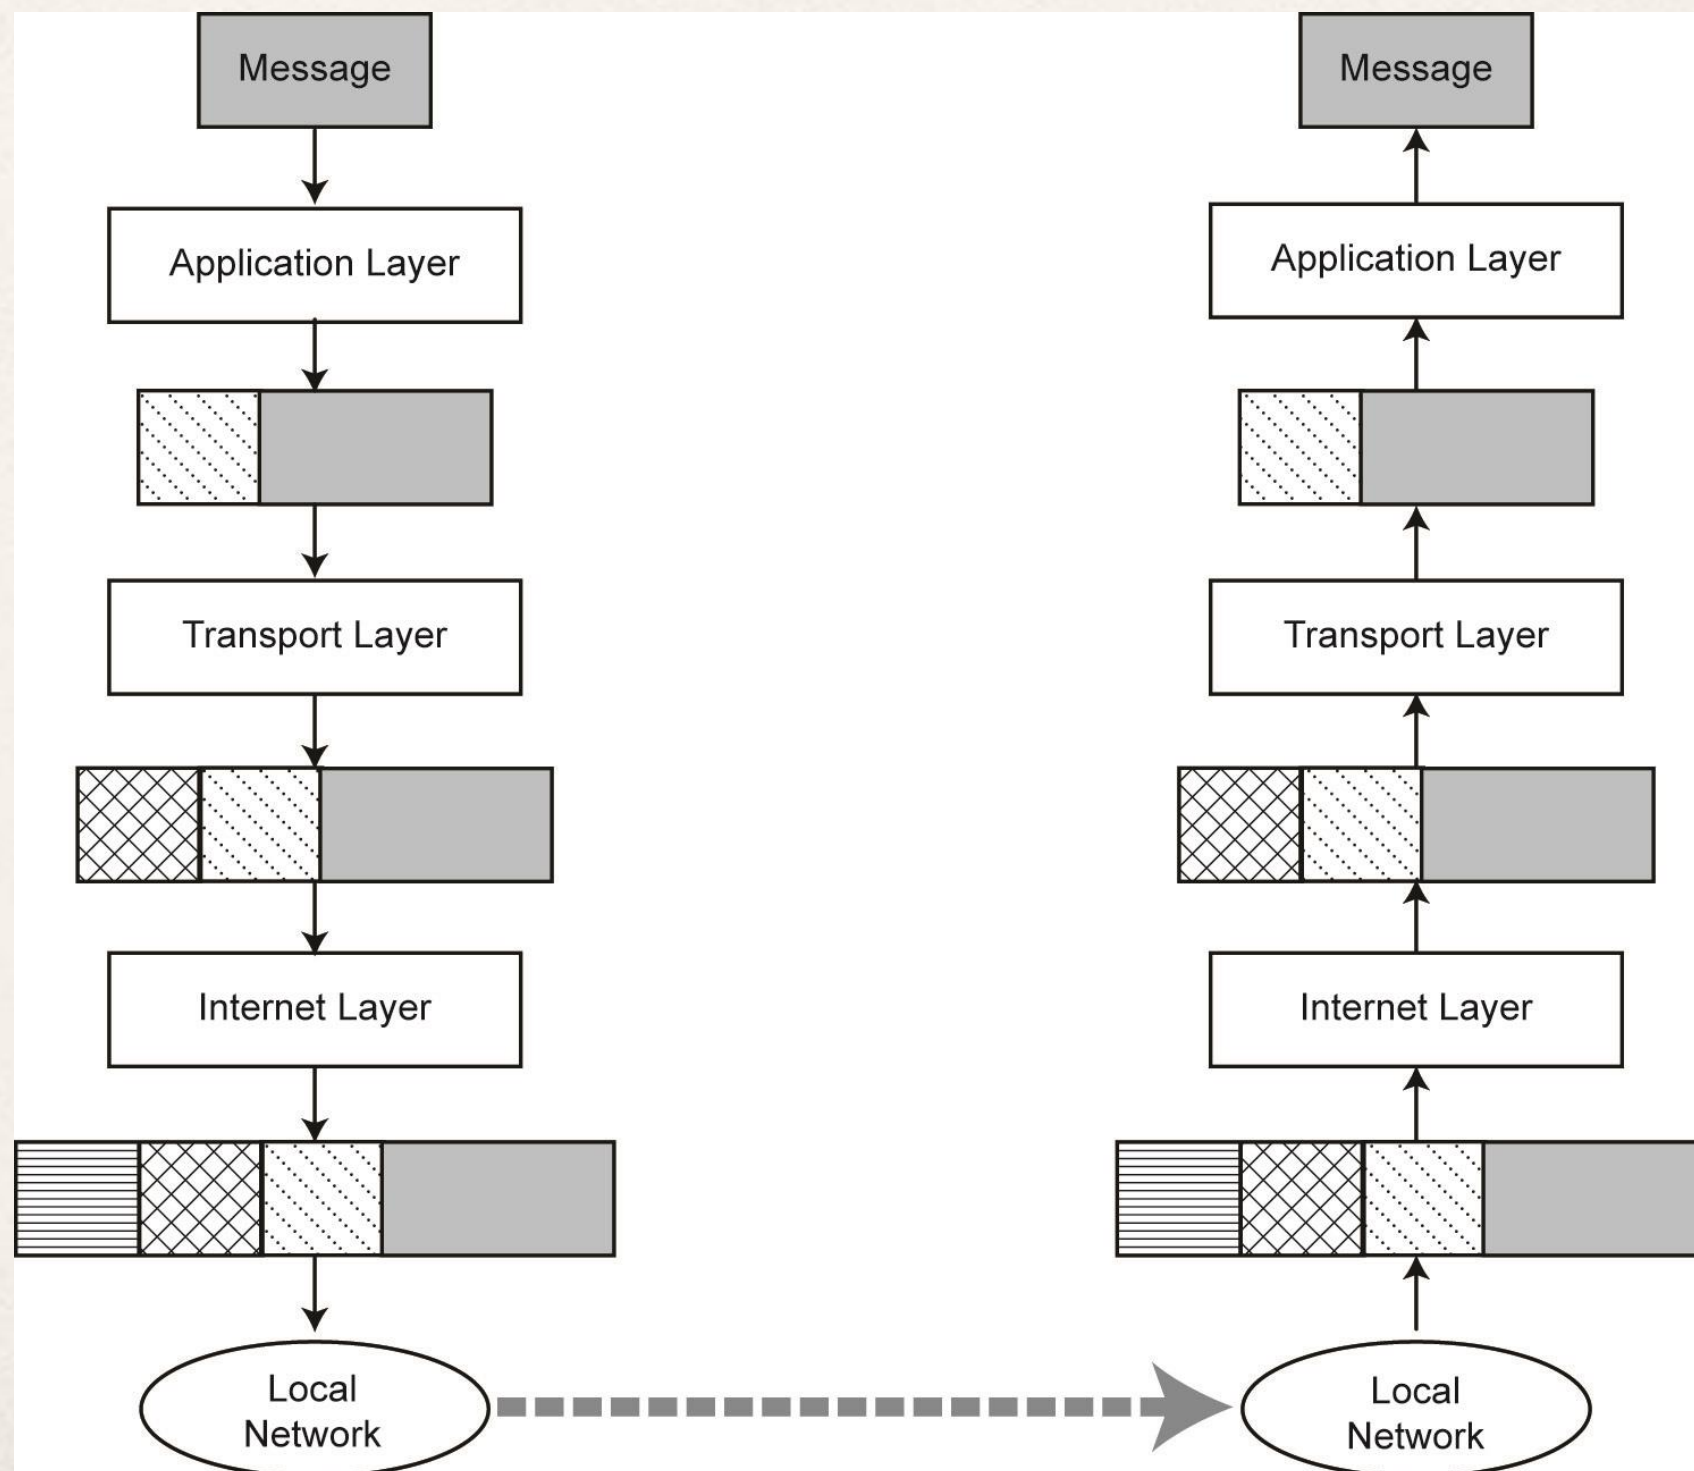 Message
Application Layer
Transport Layer
Internet Layer
Local
Network
Message
Application Layer
Transport Layer
Internet Layer
Local
Network